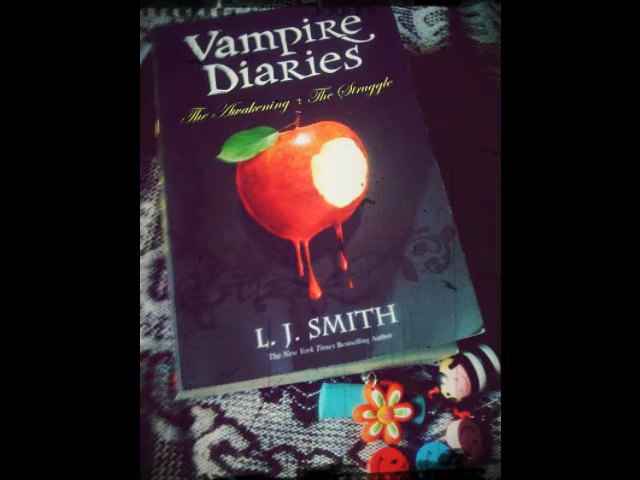 Vampire
Diaries
The Awakening & The Struggle
L. J. SMITH
The New York Times Bestselling Author